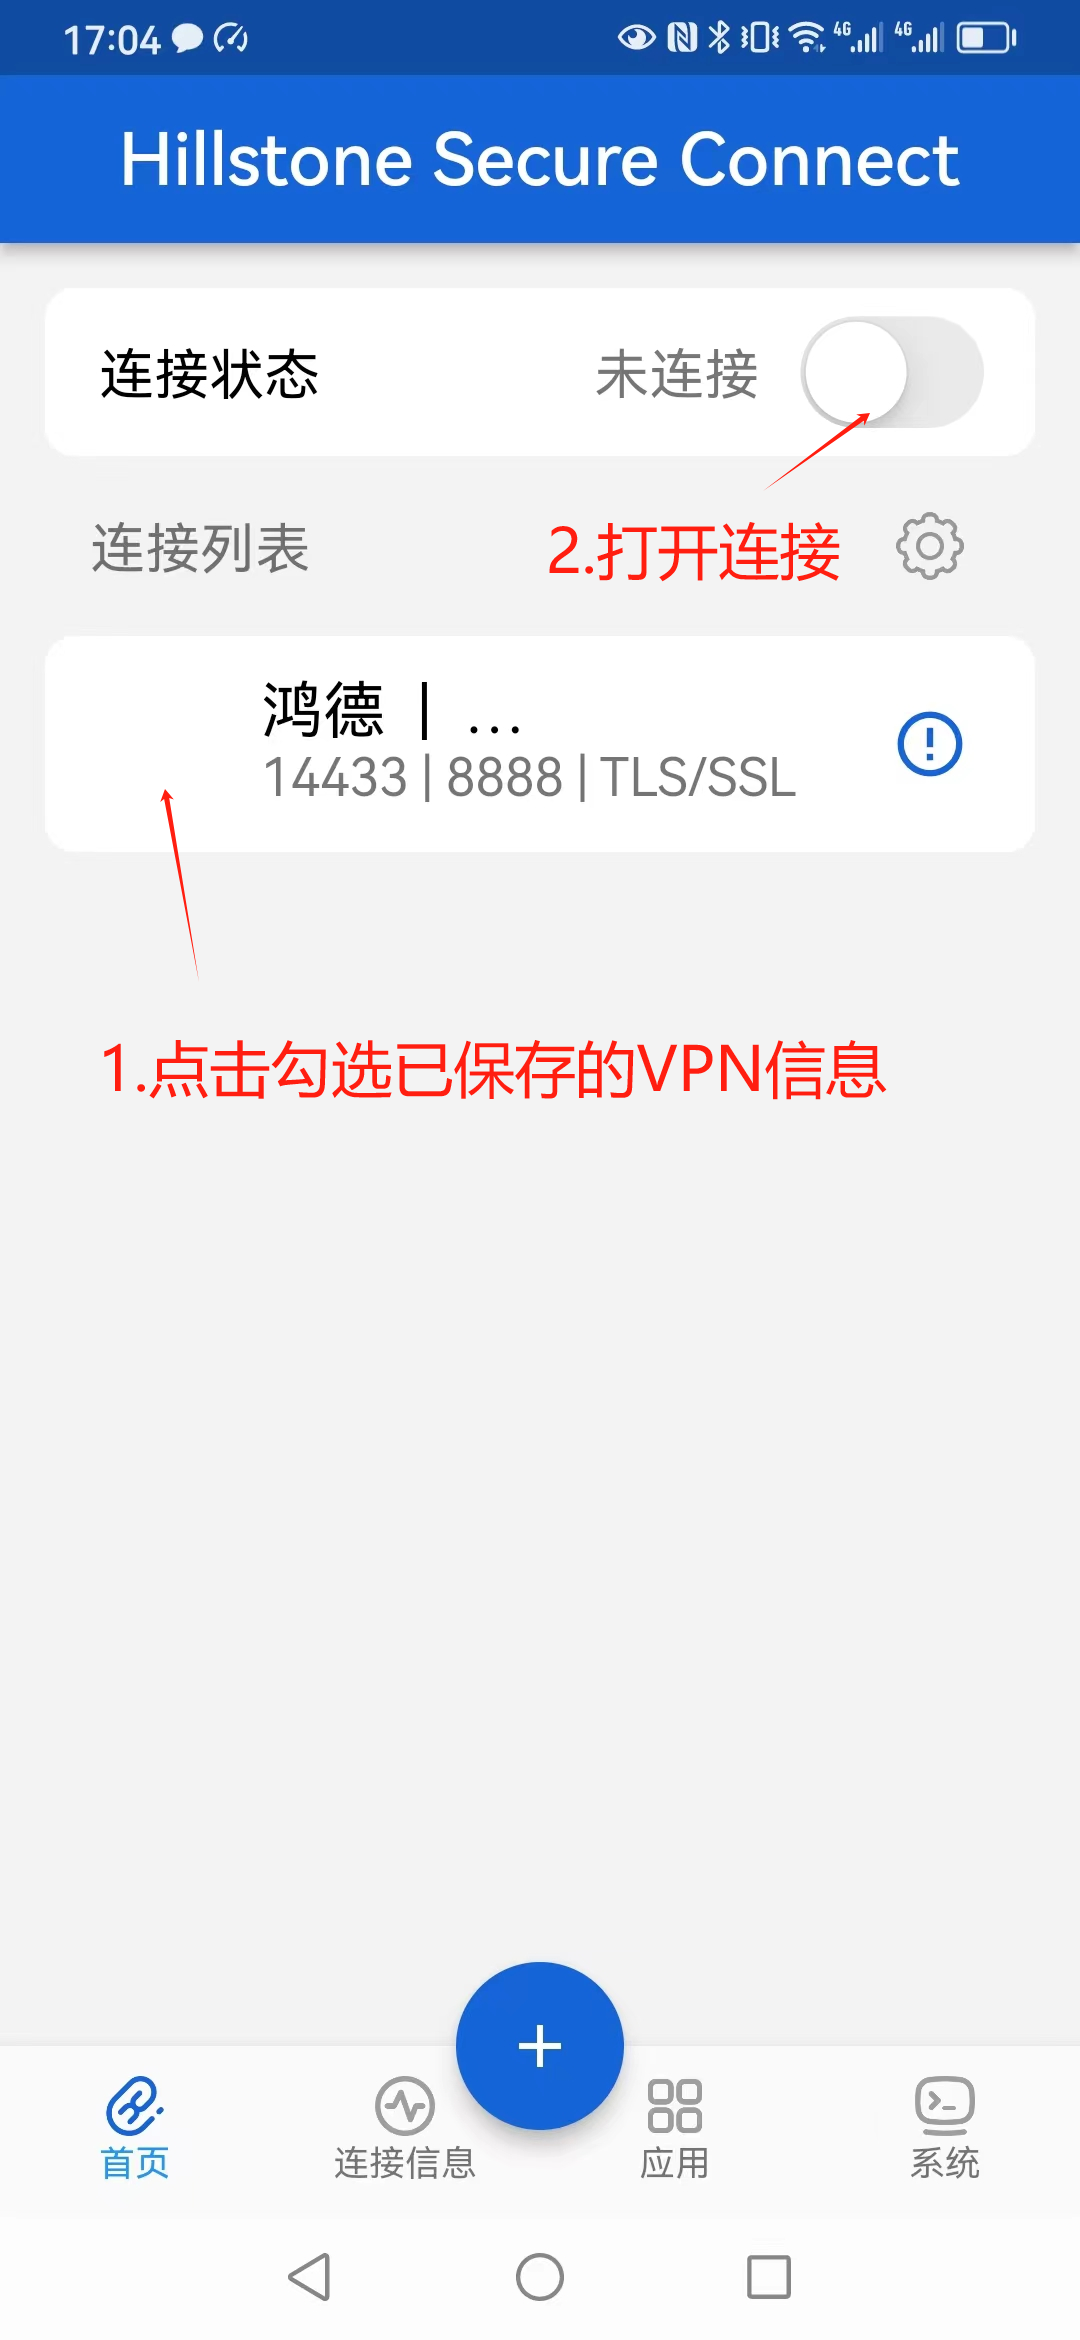 17:04
4G 4G
Hillstone Secure Connect
连接状态 未连接
连接列表 2.打开连接
鸿德 | ...
14433 | 8888 | TLS/SSL
1.点击勾选已保存的VPN信息
首页 连接信息 应用 系统